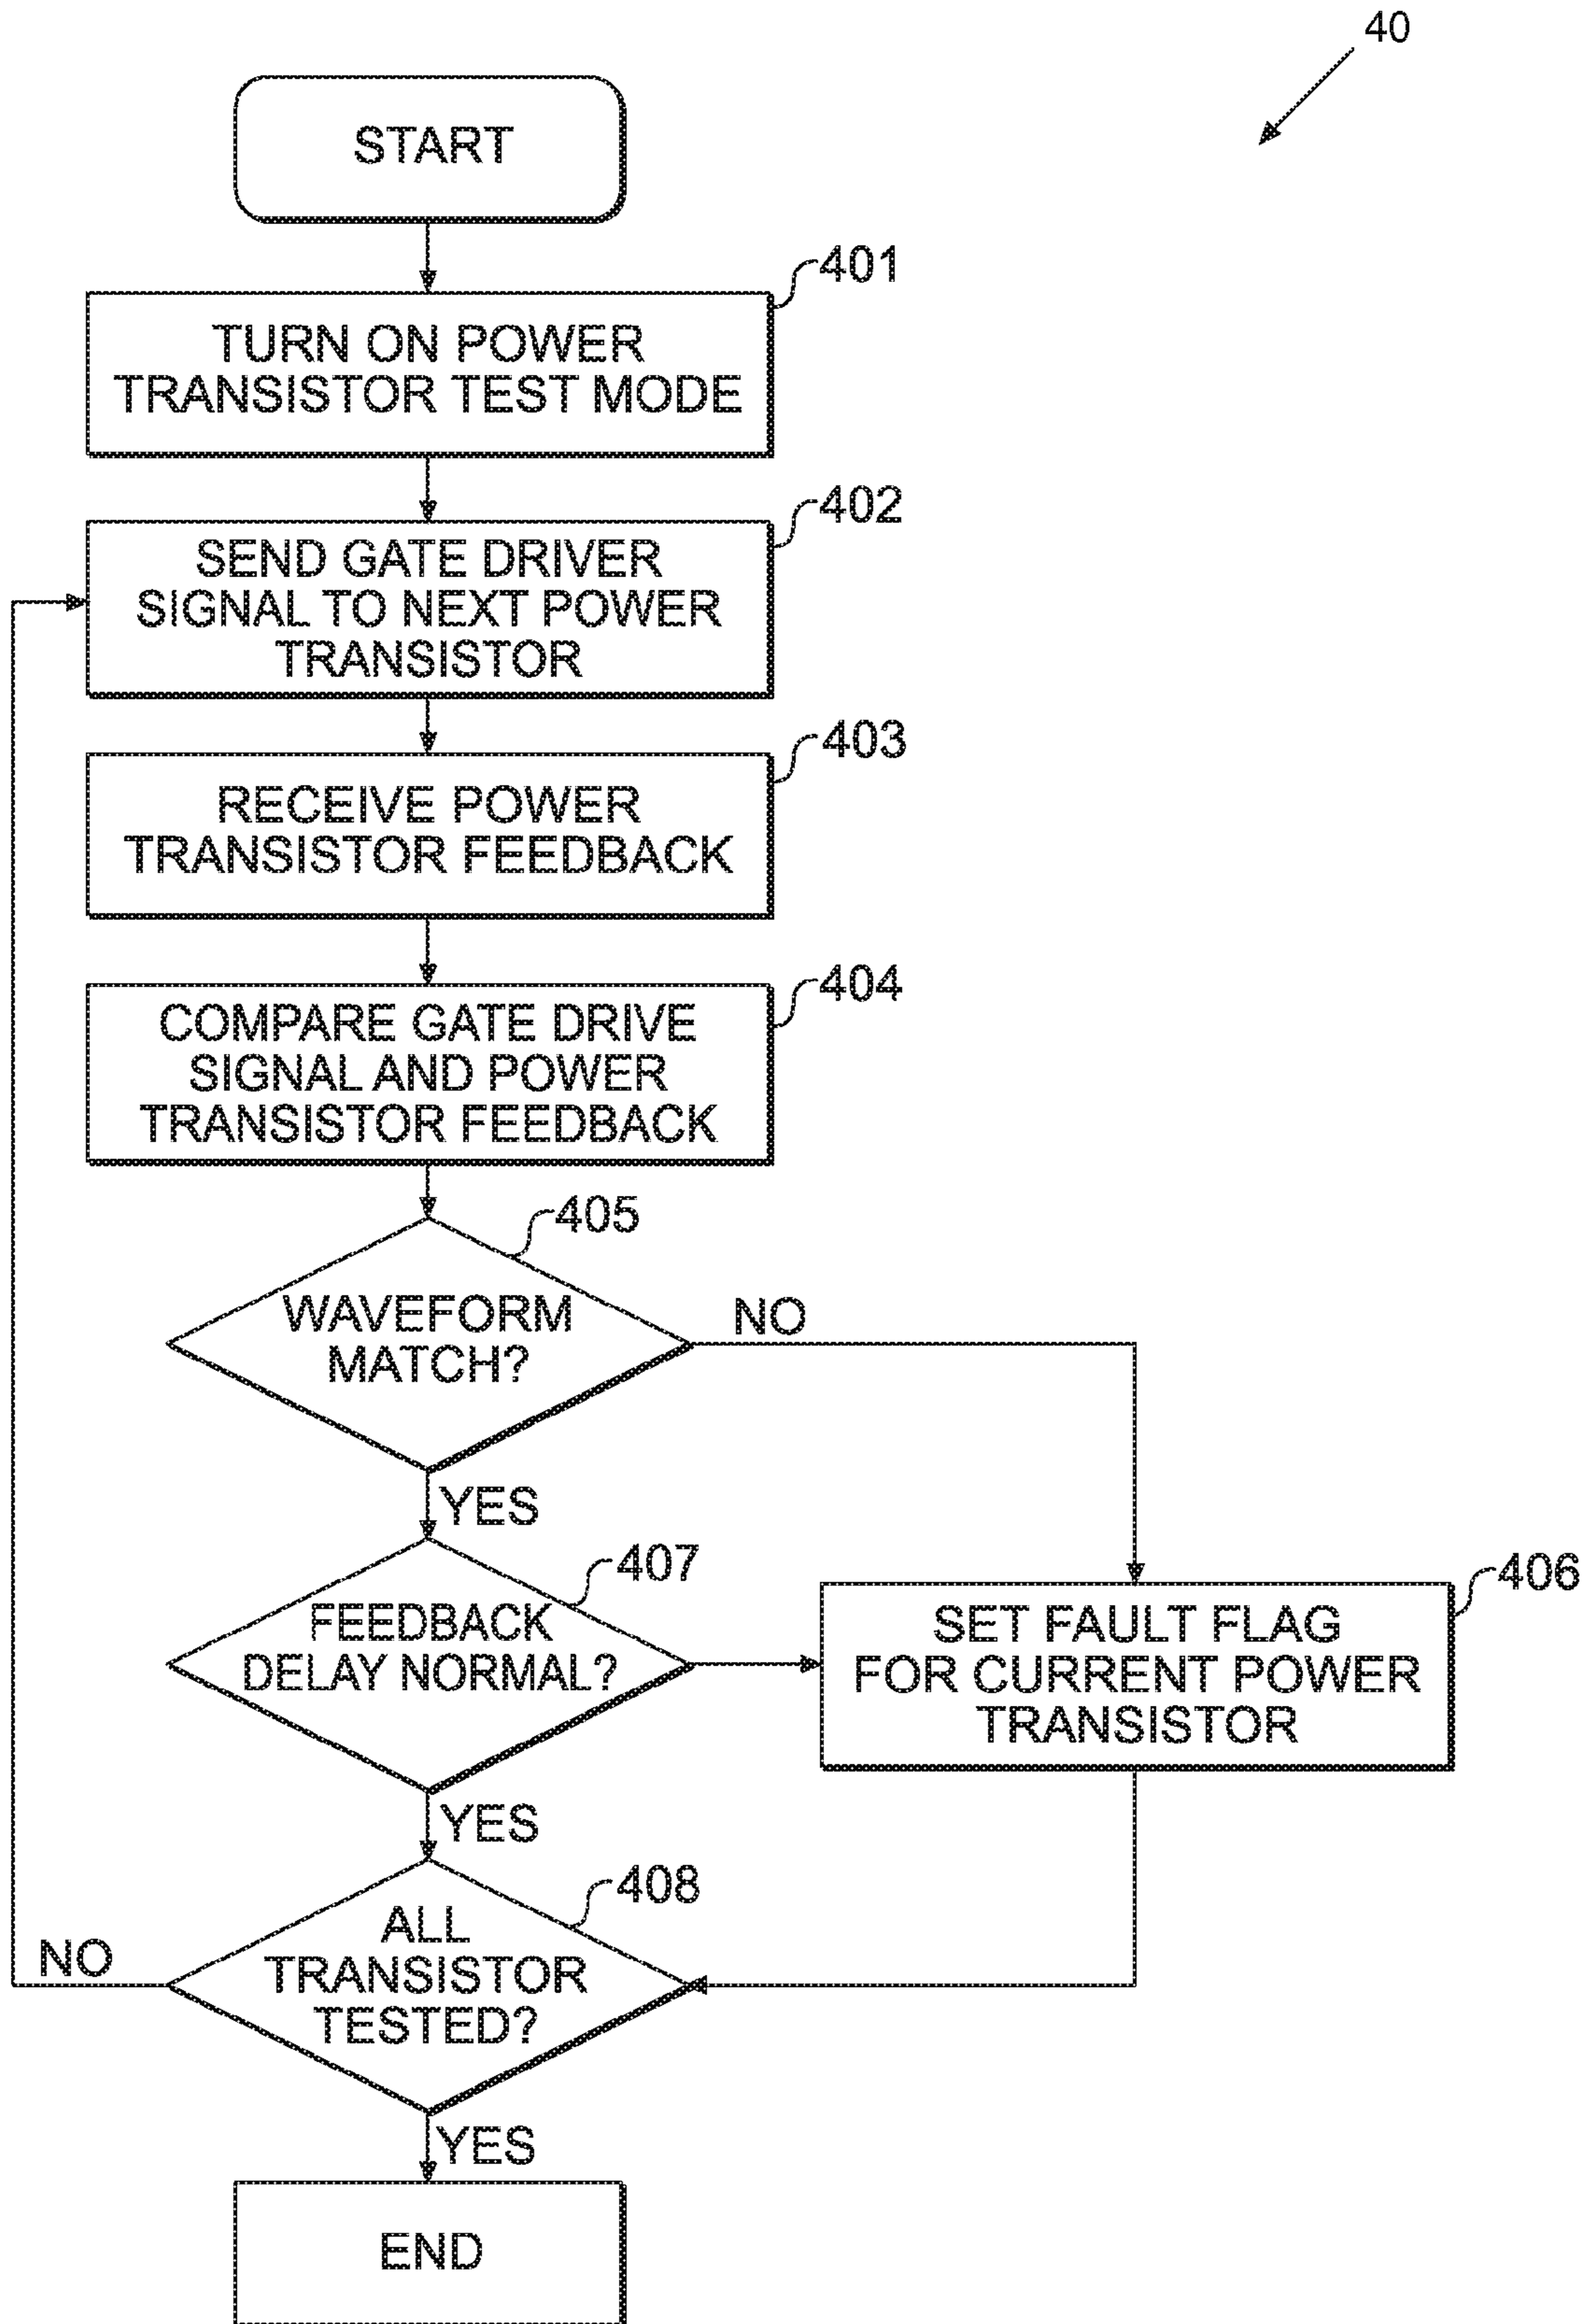 40
START
401
TURN ON POWER
TRANSISTOR TEST MODE
402
SEND GATE DRIVER
SIGNAL TO NEXT POWER
TRANSISTOR
403
RECEIVE POWER
TRANSISTOR FEEDBACK
404
COMPARE GATE DRIVE
SIGNAL AND POWER
TRANSISTOR FEEDBACK
405
WAVEFORM
MATCH?
NO
YES
407
FEEDBACK
DELAY NORMAL?
406
SET FAULT FLAG
FOR CURRENT POWER
TRANSISTOR
YES
408
ALL
TRANSISTOR
TESTED?
NO
YES
END